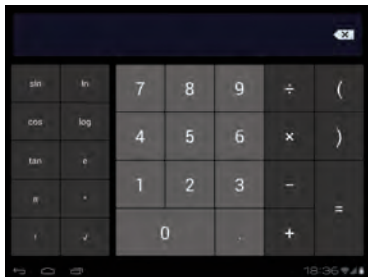 sin ln 7 8 9 ÷ (
cos log 4 5 6 × )
tan e 1 2 3 − =
π ^ 0 . +
! √
18:36